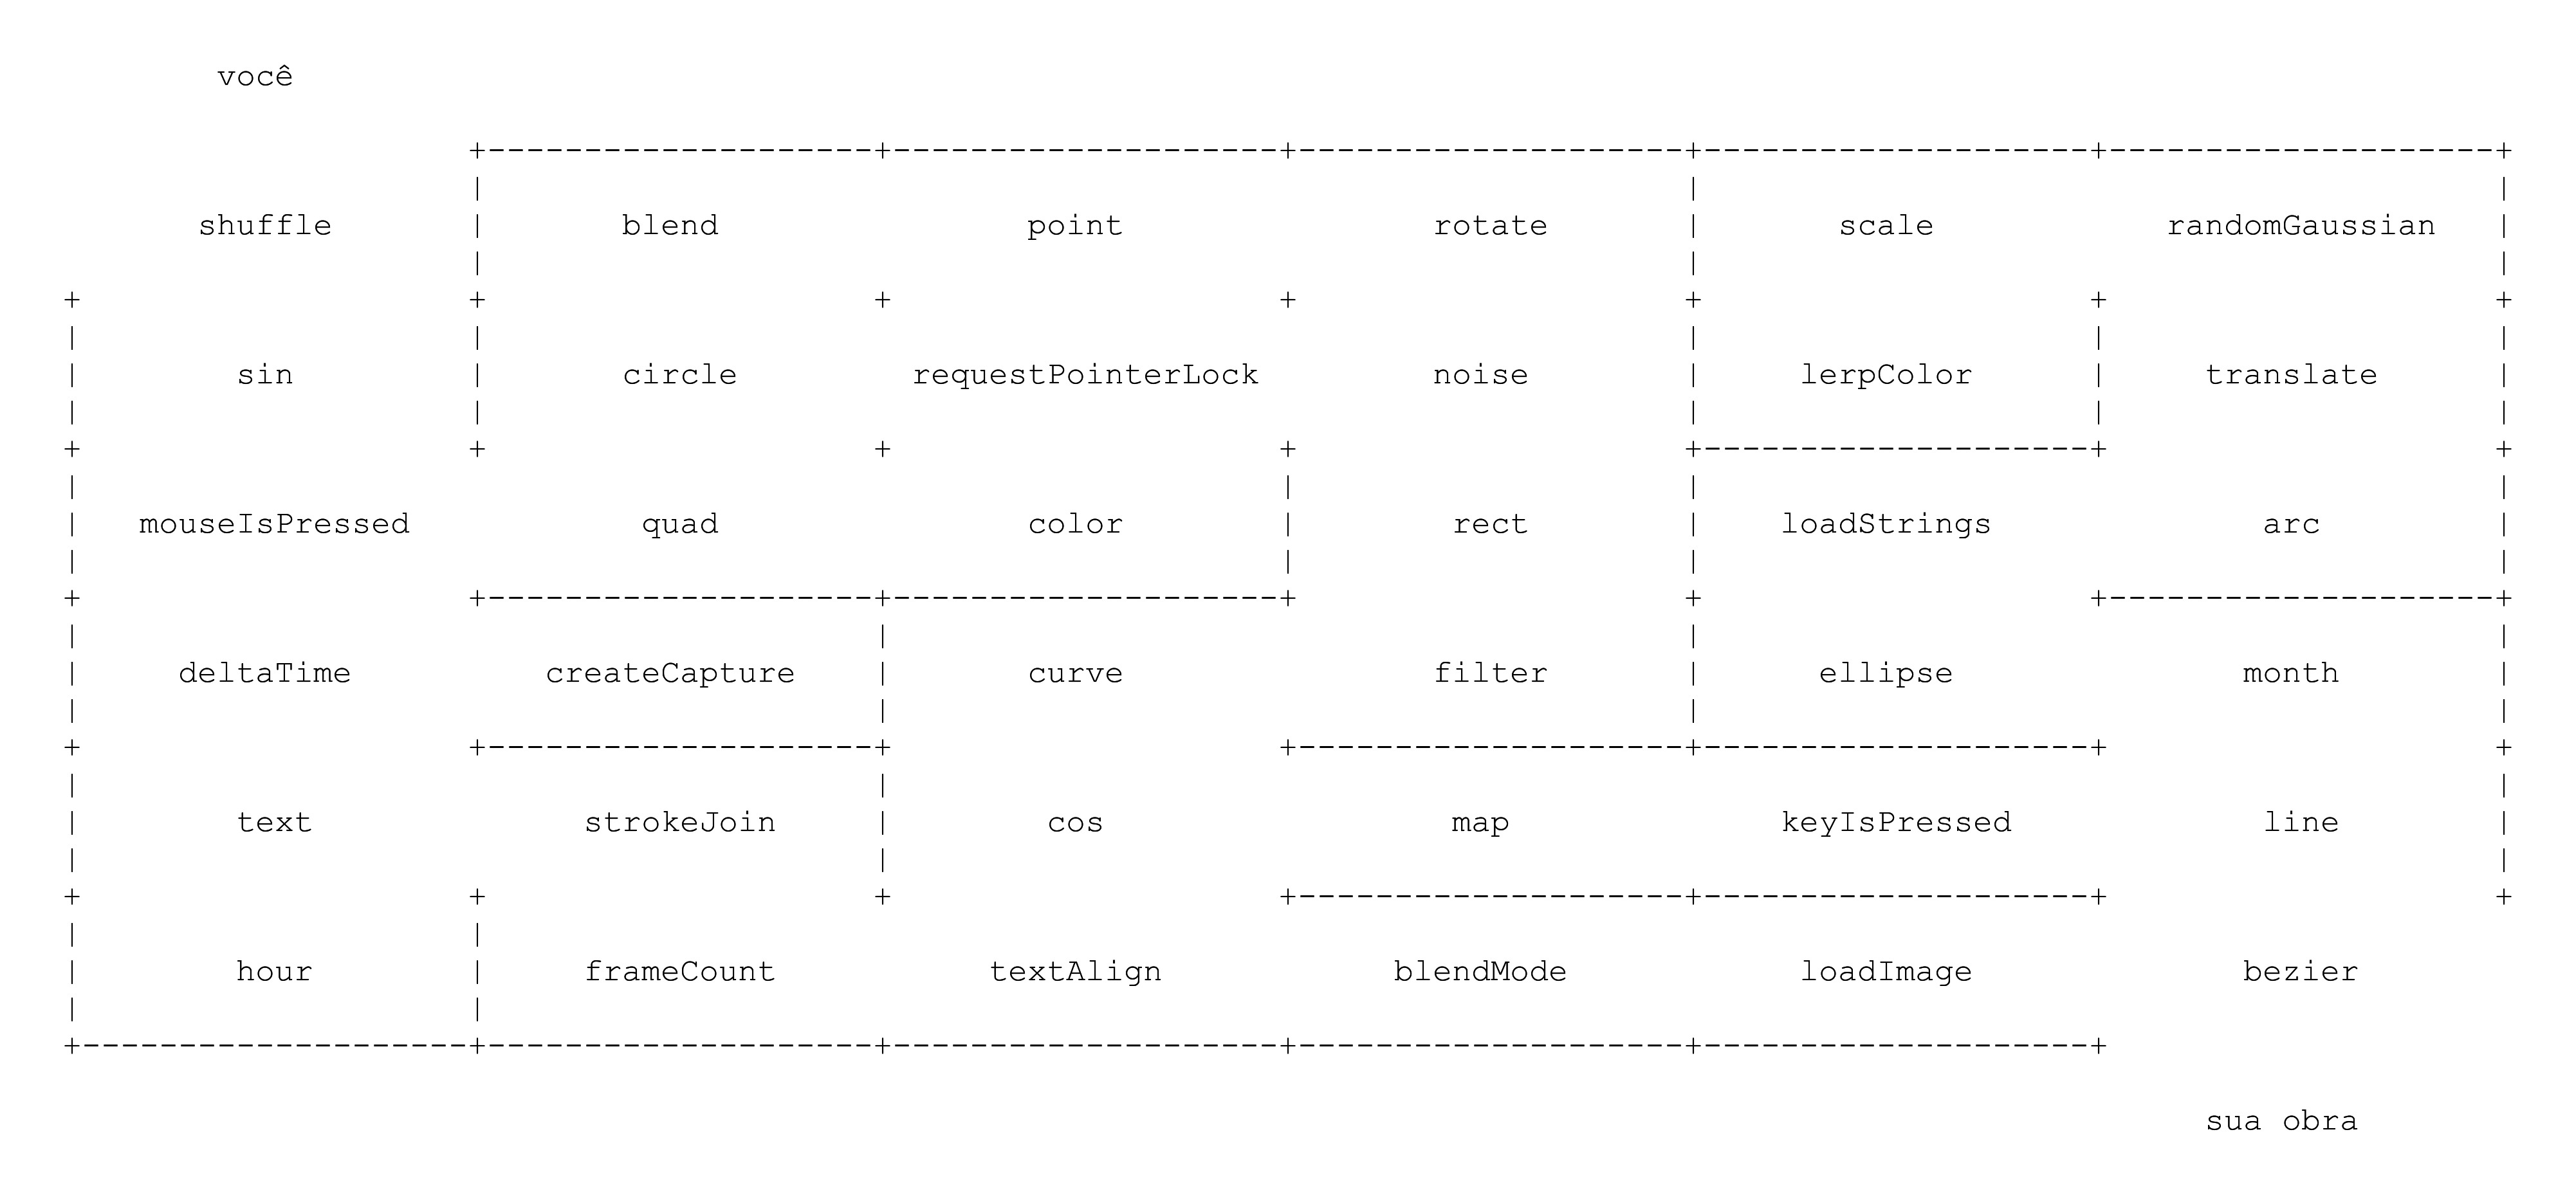 você
shuffle blend point rotate scale randomGaussian
sin circle requestPointerLock noise lerpColor translate
mouseIsPressed quad color rect loadStrings arc
deltaTime createCapture curve filter ellipse month
text strokeJoin cos map keyIsPressed line
hour frameCount textAlign blendMode loadImage bezier
sua obra